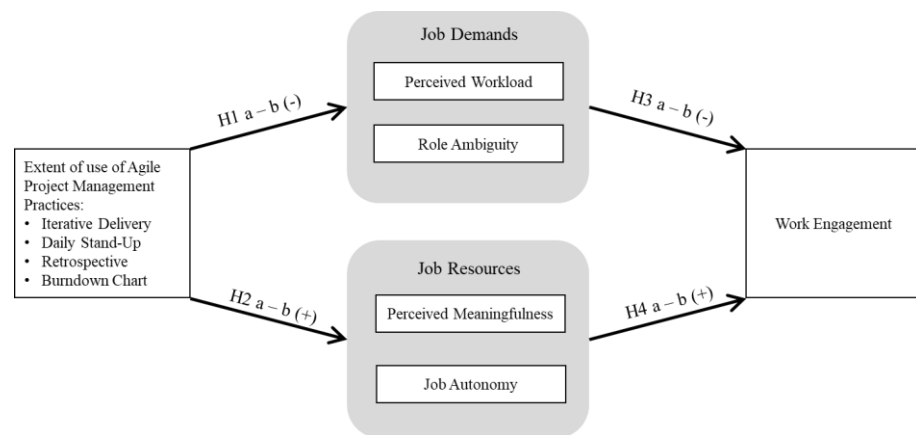 Job Demands
Perceived Workload
Role Ambiguity
H1 a – b (-)
H3 a – b (-)
Extent of use of Agile
Project Management
Practices:
• Iterative Delivery
• Daily Stand-Up
• Retrospective
• Burndown Chart
Work Engagement
H2 a – b (+)
H4 a – b (+)
Job Resources
Perceived Meaningfulness
Job Autonomy